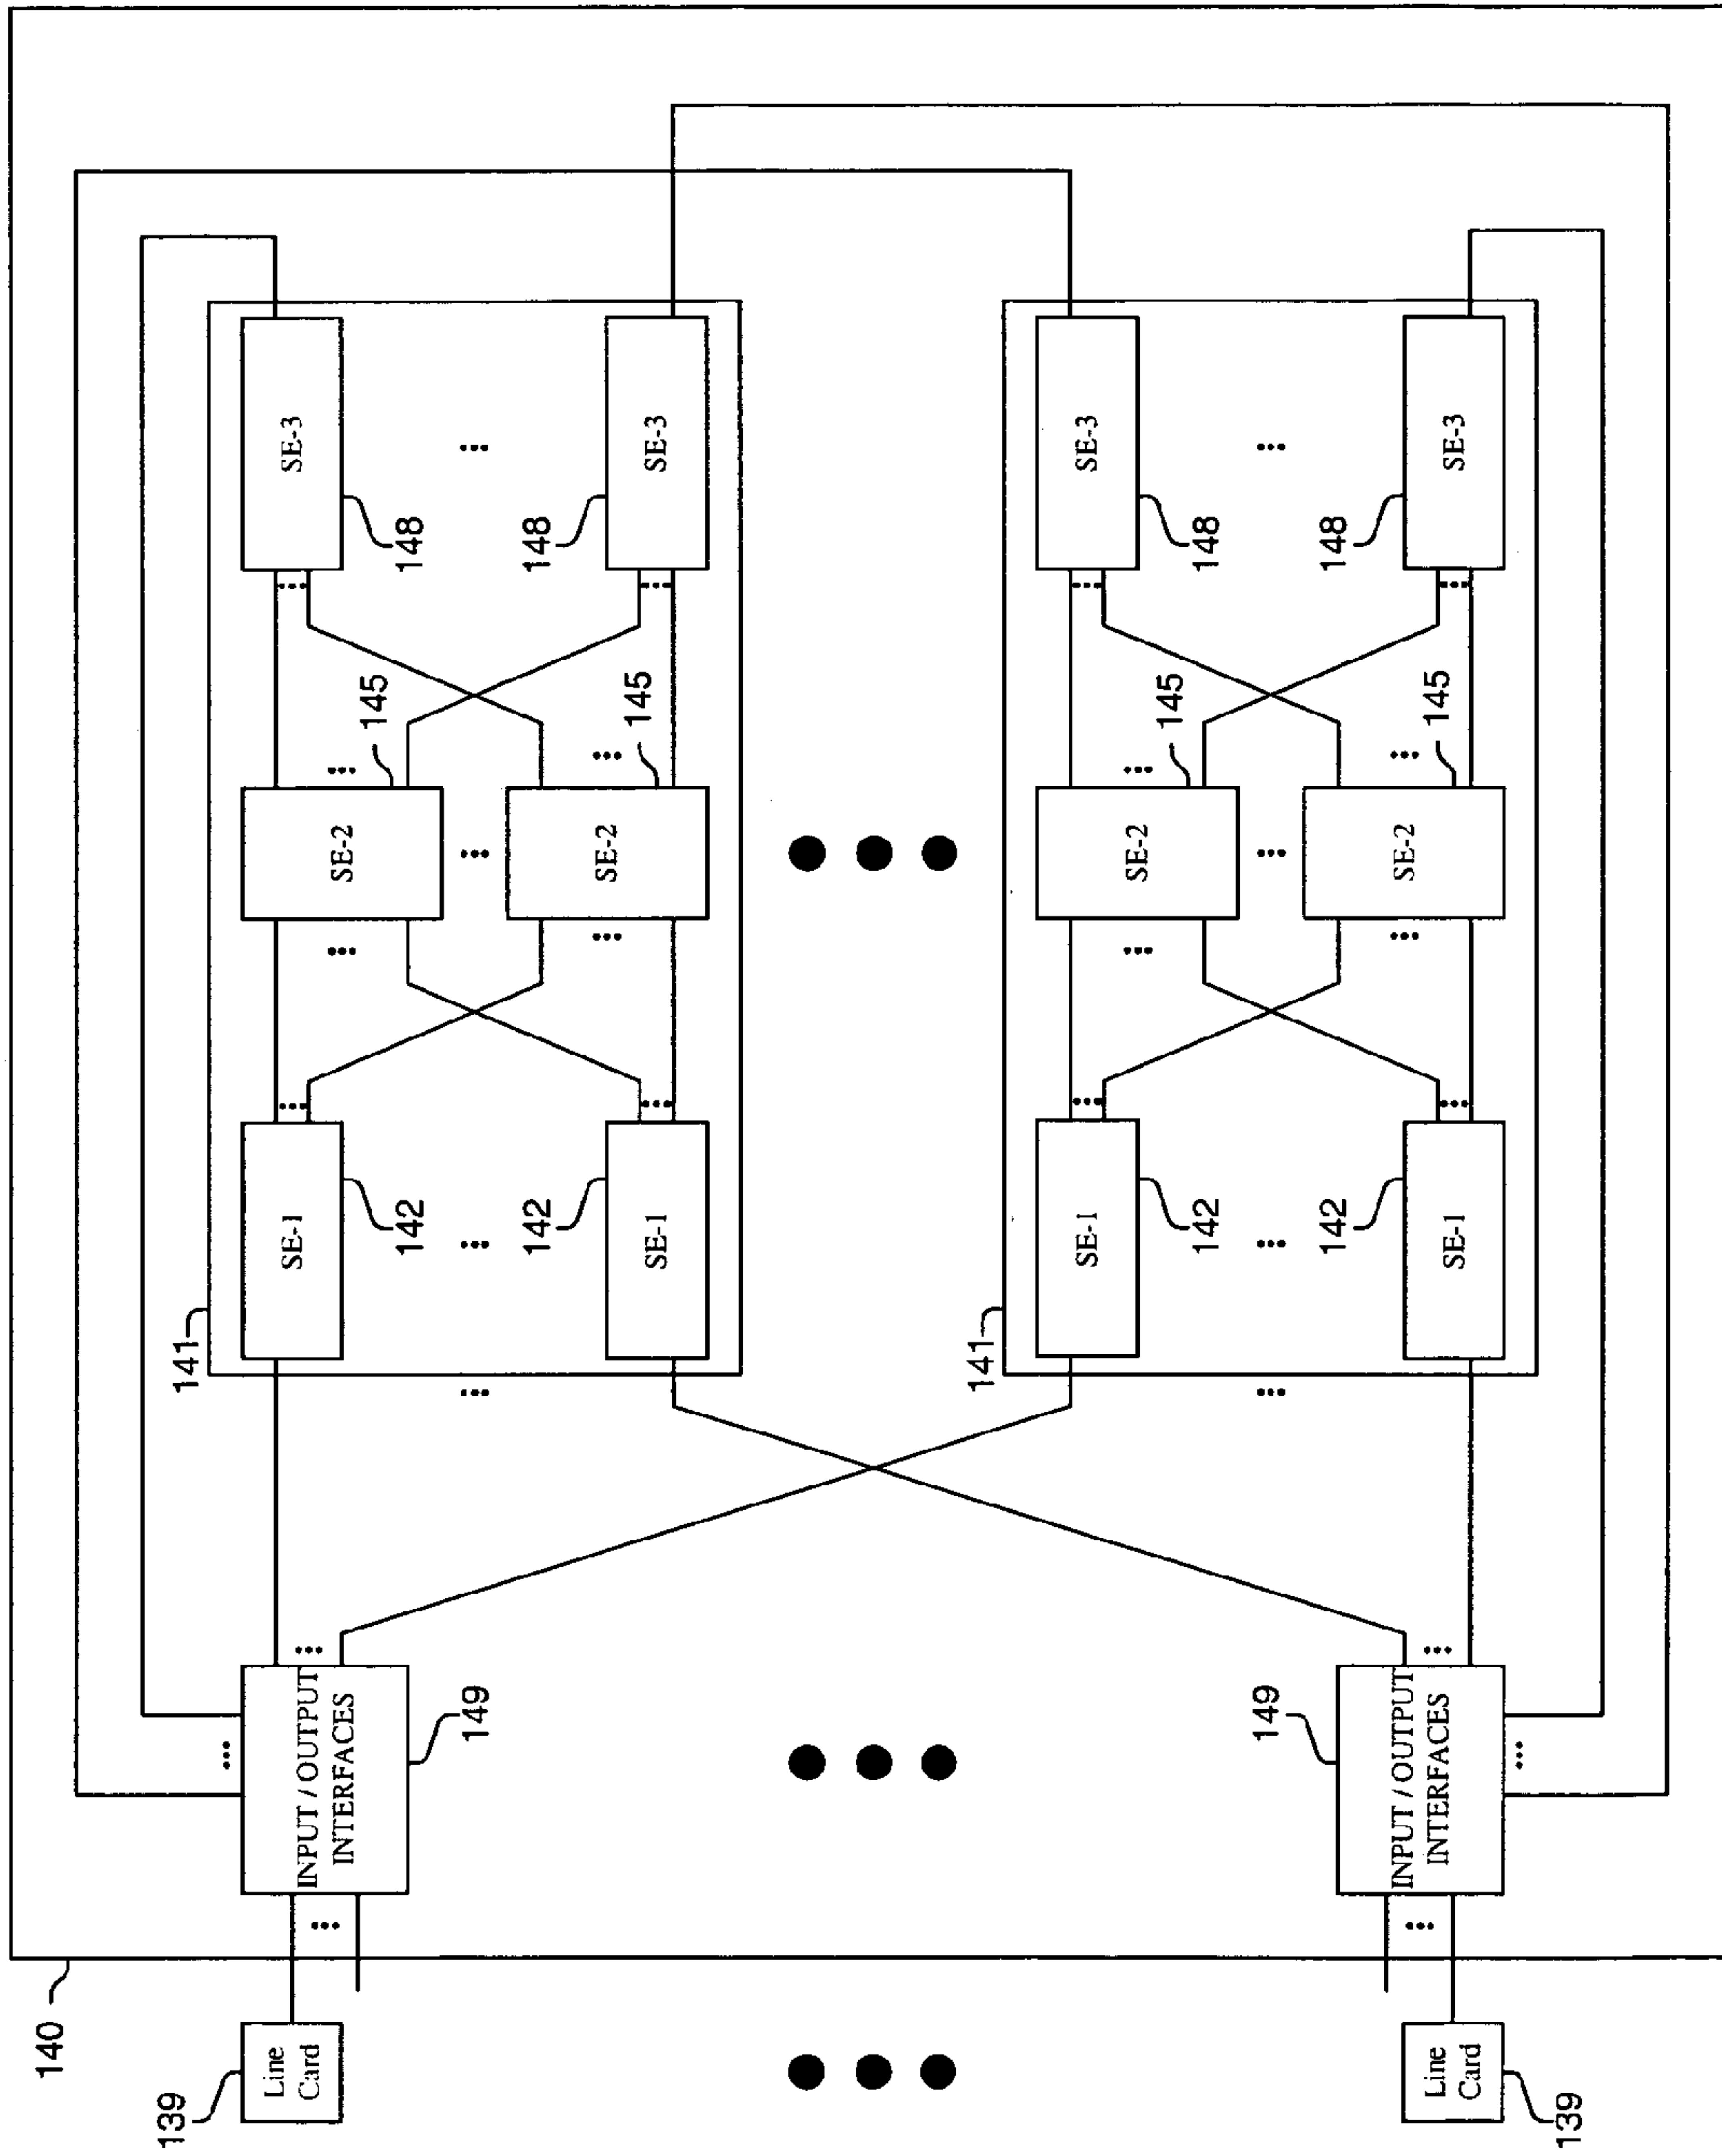 140
139
141
Line
Card
INPUT / OUTPUT
INTERFACES
SE-1
SE-2
SE-3
145
142
148
149
142
148
SE-1
SE-2
SE-3
145
141
SE-1
SE-2
SE-3
145
142
148
149
142
148
INPUT / OUTPUT
INTERFACES
SE-1
SE-2
SE-3
145
Line
Card
139